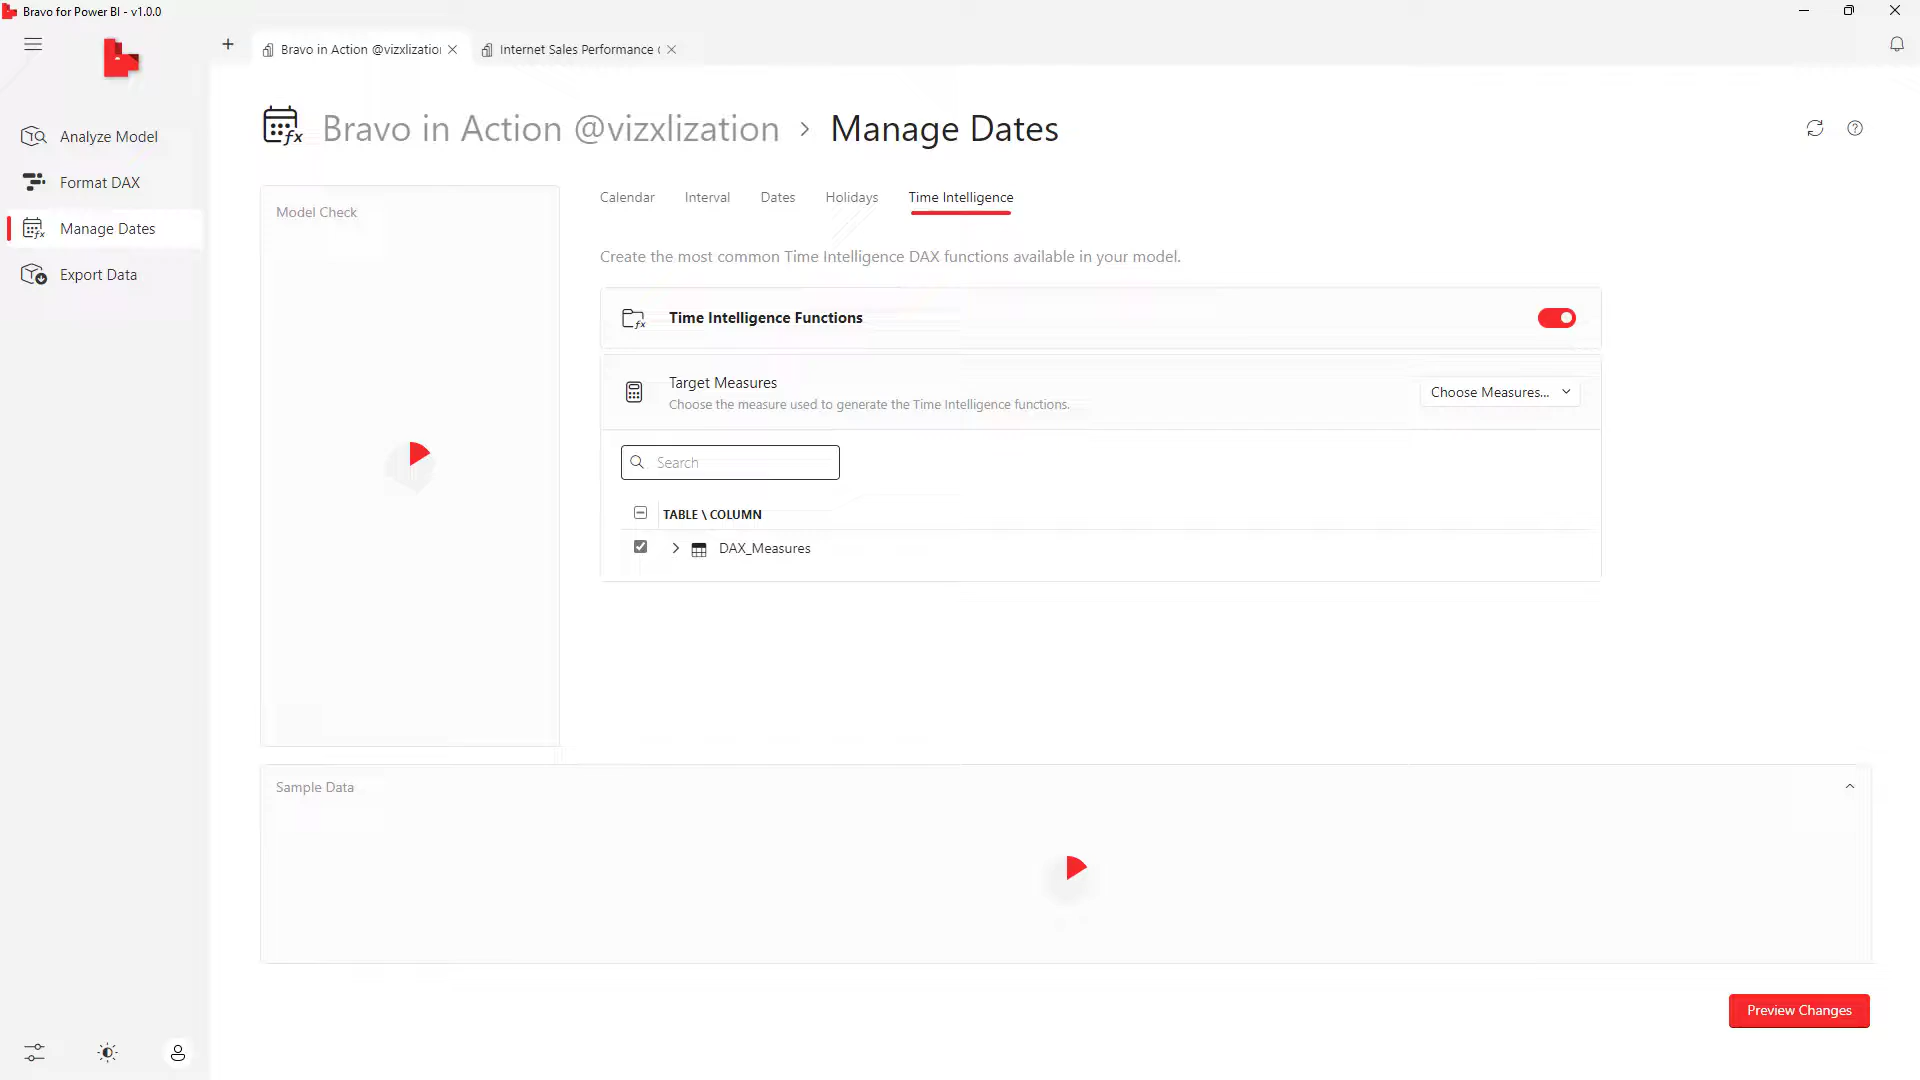 Bravo for Power BI - v1.0.0
Bravo in Action @vizxlization
Internet Sales Performance (
Analyze Model
Format DAX
Manage Dates
Export Data
Bravo in Action @vizxlization > Manage Dates
Model Check
Calendar Interval Dates Holidays Time Intelligence
Create the most common Time Intelligence DAX functions available in your model.
Time Intelligence Functions
Target Measures
Choose the measure used to generate the Time Intelligence functions.
Choose Measures...
Search
TABLE \ COLUMN
DAX_Measures
Sample Data
Preview Changes